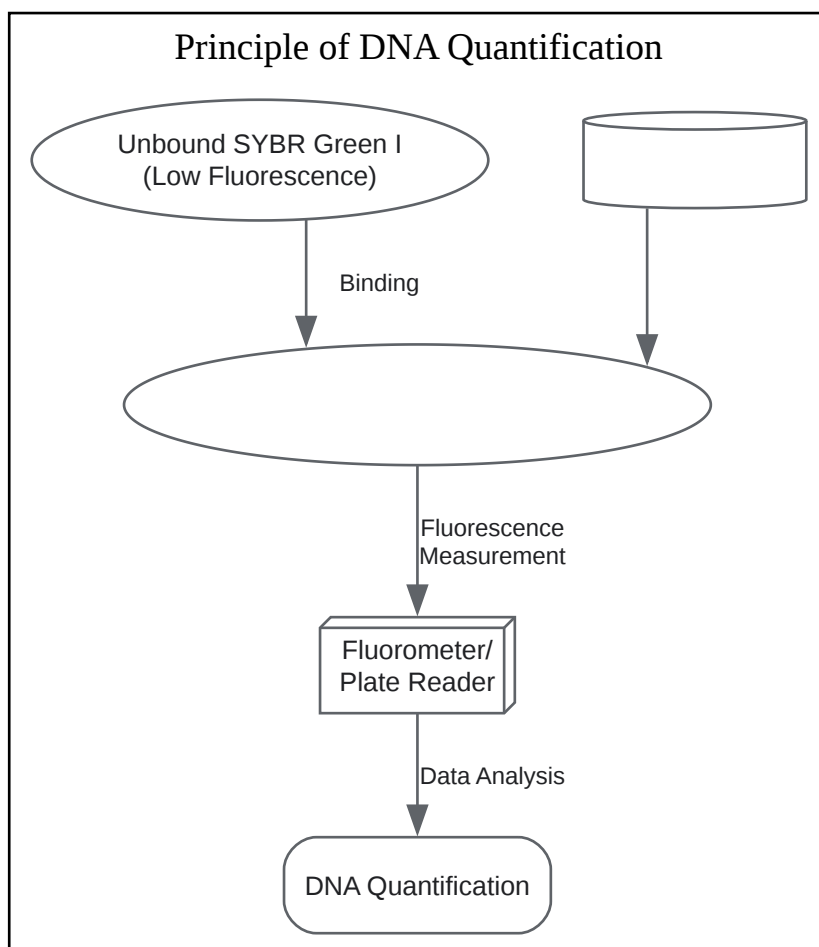 Principle of DNA Quantification
Unbound SYBR Green I
(Low Fluorescence)
Binding
Fluorescence
Measurement
Fluorometer/
Plate Reader
Data Analysis
DNA Quantification